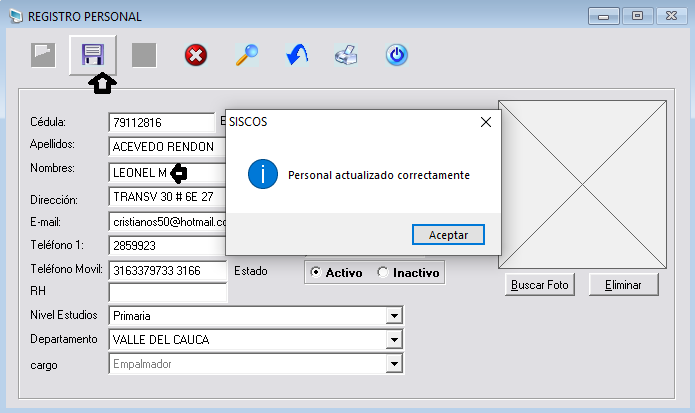 REGISTRO PERSONAL
Cédula: 79112816
SISCOS
Personal actualizado correctamente
Aceptar
Apellidos: ACEVEDO RENDON
Nombres: LEONEL M
Dirección: TRANSV 30 # 6E 27
E-mail: cristianos50@hotmail.co
Teléfono 1: 2859923
Teléfono Movil: 3163379733 3166 Estado Activo Inactivo
RH
Nivel Estudios Primaria
Departamento VALLE DEL CAUCA
cargo Empalmador
Buscar Foto Eliminar